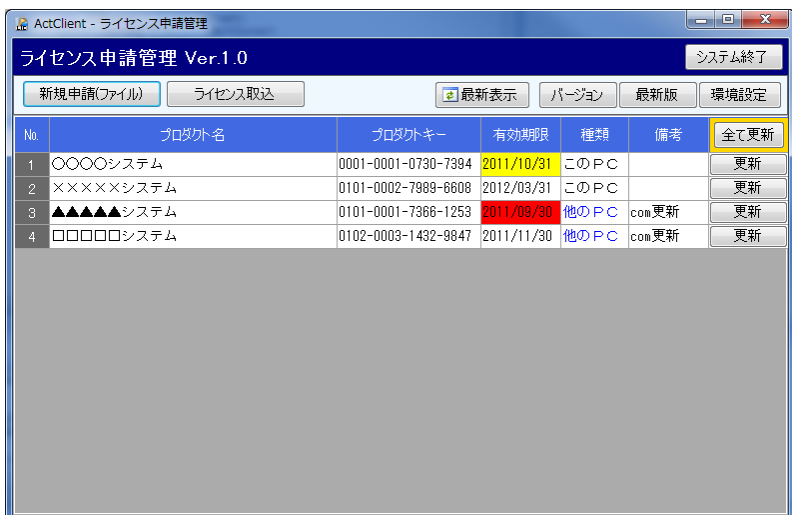 ActClient - ライセンス申請管理
ライセンス申請管理 Ver.1.0 システム終了
新規申請(ファイル) ライセンス取込 最新表示 バージョン 最新版 環境設定
No. プロダクト名 プロダクトキー 有効期限 種類 備考 全て更新
1 〇〇〇〇システム 0001-0001-0730-7394 2011/10/31 このＰＣ 更新
2 ×××××システム 0101-0002-7989-6608 2012/03/31 このＰＣ 更新
3 ▲▲▲▲▲システム 0101-0001-7366-1253 2011/09/30 他のＰＣ com更新 更新
4 □□□□□システム 0102-0003-1432-9847 2011/11/30 他のＰＣ com更新 更新